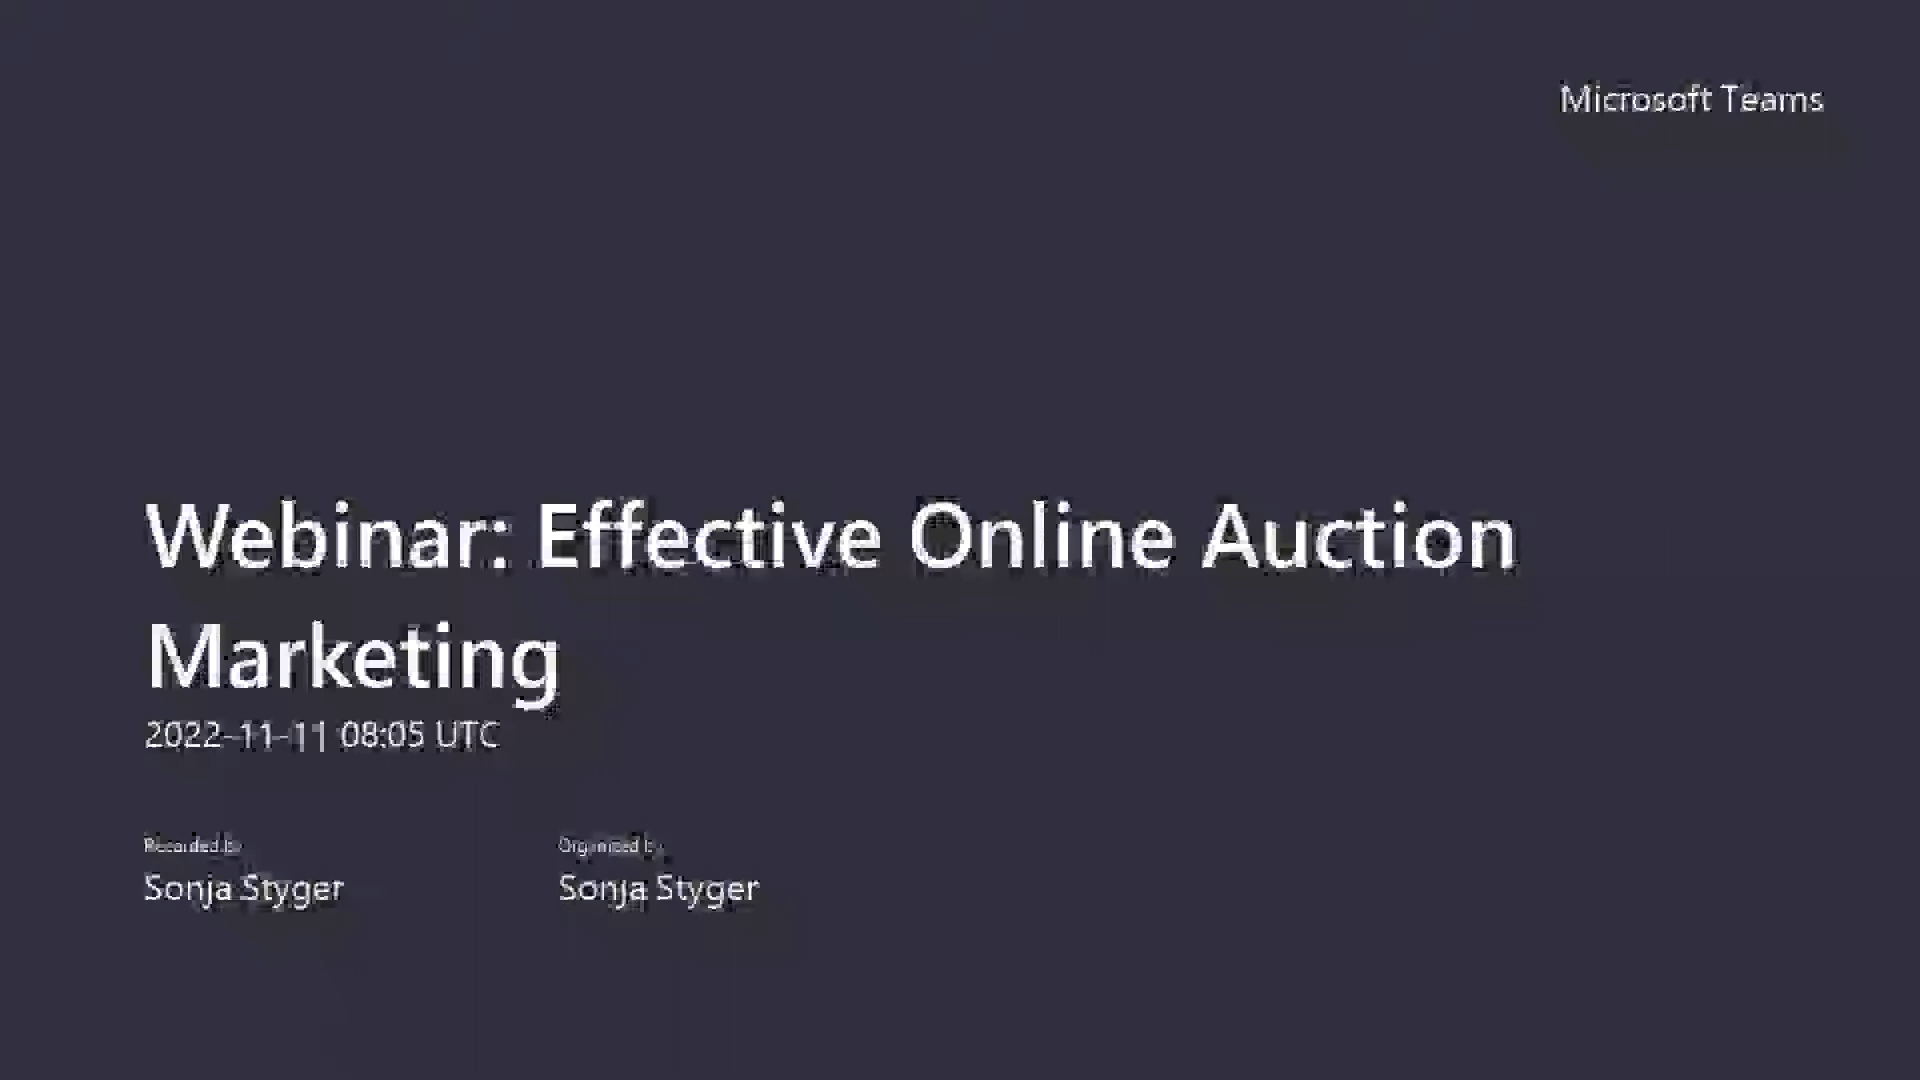 Microsoft Teams
Webinar: Effective Online Auction
Marketing
2022-11-11 08:05 UTC
Recorded by
Organized by
Sonja Styger
Sonja Styger